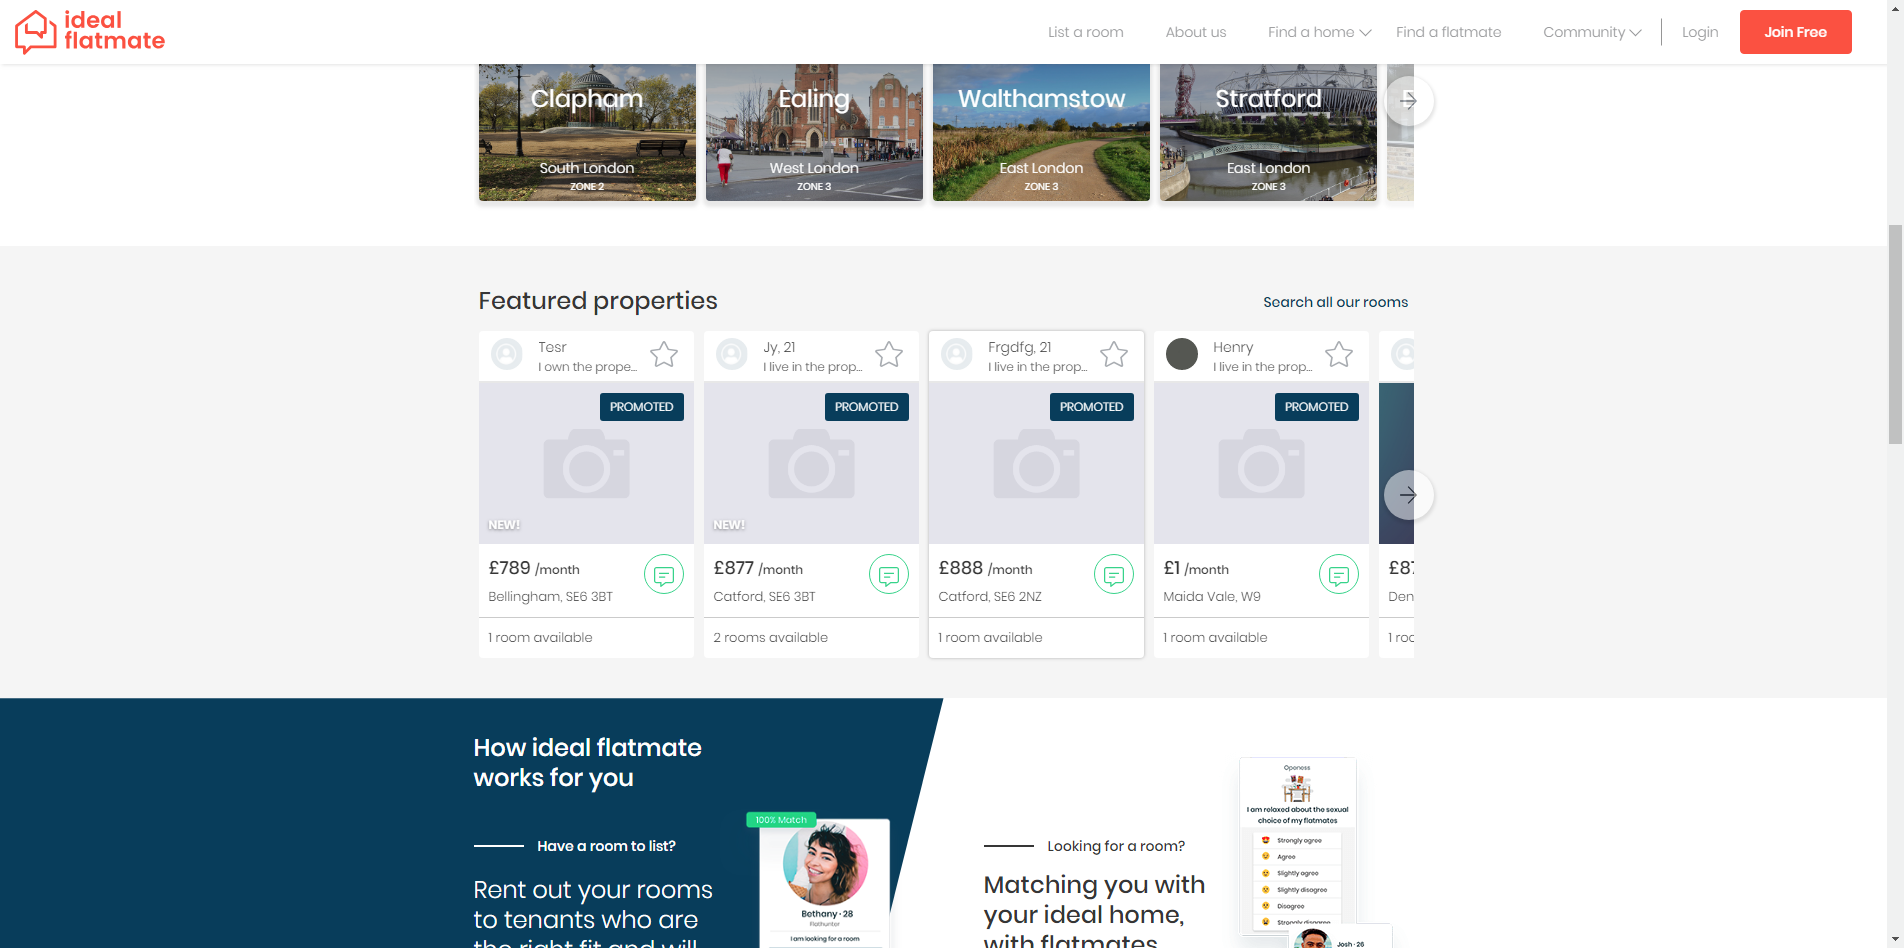 ideal
flatmate
List a room
About us
Find a home
Find a flatmate
Community
Login
Join Free
Clapham
South London
ZONE 2
Ealing
West London
ZONE 3
Walthamstow
East London
ZONE 3
Stratford
East London
ZONE 3
Featured properties
Search all our rooms
Tesr
I own the prope...
PROMOTED
NEW!
£789 /month
Bellingham, SE6 3BT
1 room available
Jy, 21
I live in the prop...
PROMOTED
NEW!
£877 /month
Catford, SE6 3BT
2 rooms available
Frgdfg, 21
I live in the prop...
PROMOTED
£888 /month
Catford, SE6 2NZ
1 room available
Henry
I live in the prop...
PROMOTED
£1 /month
Maida Vale, W9
1 room available
How ideal flatmate
works for you
Have a room to list?
Rent out your rooms
to tenants who are
the right fit and will
100% Match
Bethany · 28
Flathunter
I am looking for a room
Looking for a room?
Matching you with
your ideal home,
with flatmates
Openess
I am relaxed about the sexual
choice of my flatmates
Strongly agree
Agree
Slightly agree
Slightly disagree
Disagree
Strongly disagree
Josh · 26